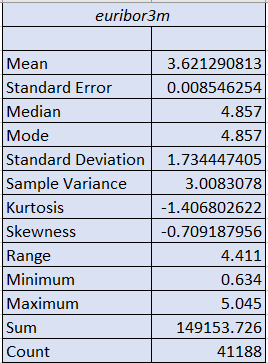 euribor3m
Mean 3.621290813
Standard Error 0.008546254
Median 4.857
Mode 4.857
Standard Deviation 1.734447405
Sample Variance 3.0083078
Kurtosis -1.406802622
Skewness -0.709187956
Range 4.411
Minimum 0.634
Maximum 5.045
Sum 149153.726
Count 41188